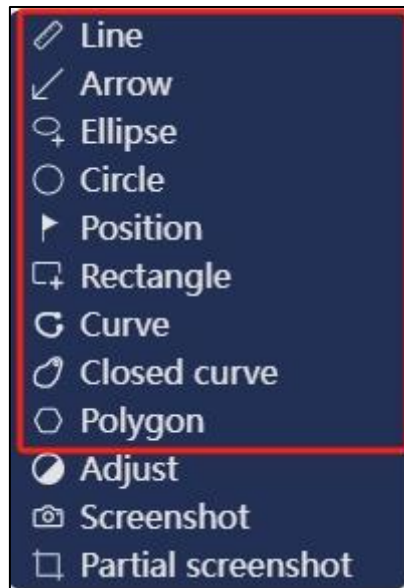 Line
Arrow
Ellipse
Circle
Position
Rectangle
Curve
Closed curve
Polygon
Adjust
Screenshot
Partial screenshot